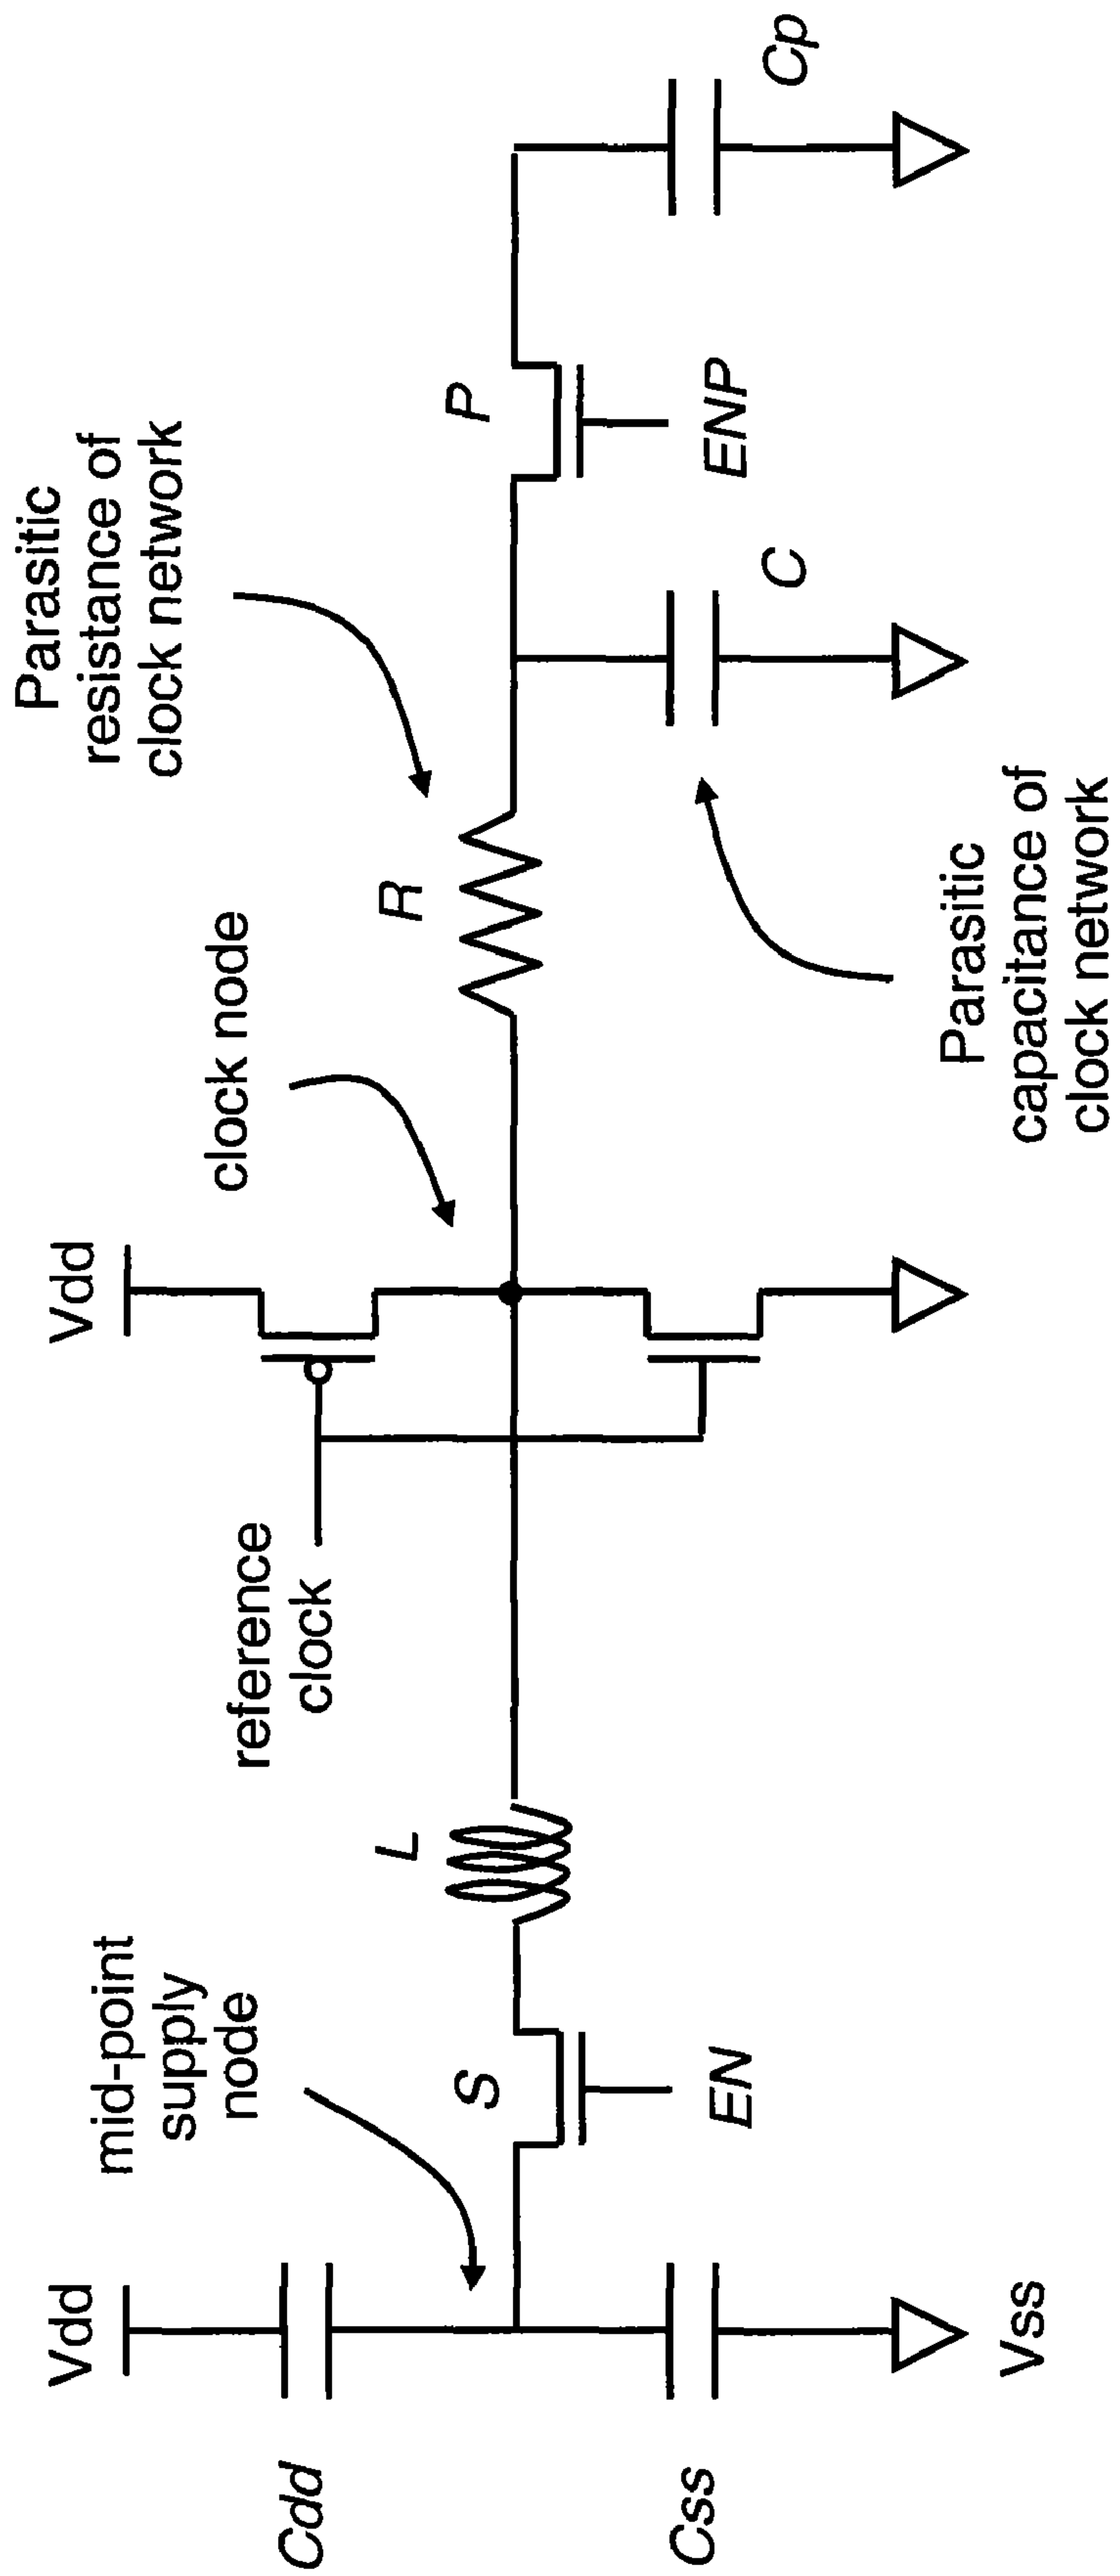 Vdd
Cdd
mid-point
supply
node
S
EN
Css
Vss
L
reference
clock
Vdd
clock node
R
Parasitic
resistance of
clock network
Parasitic
capacitance of
clock network
C
P
ENP
Cp